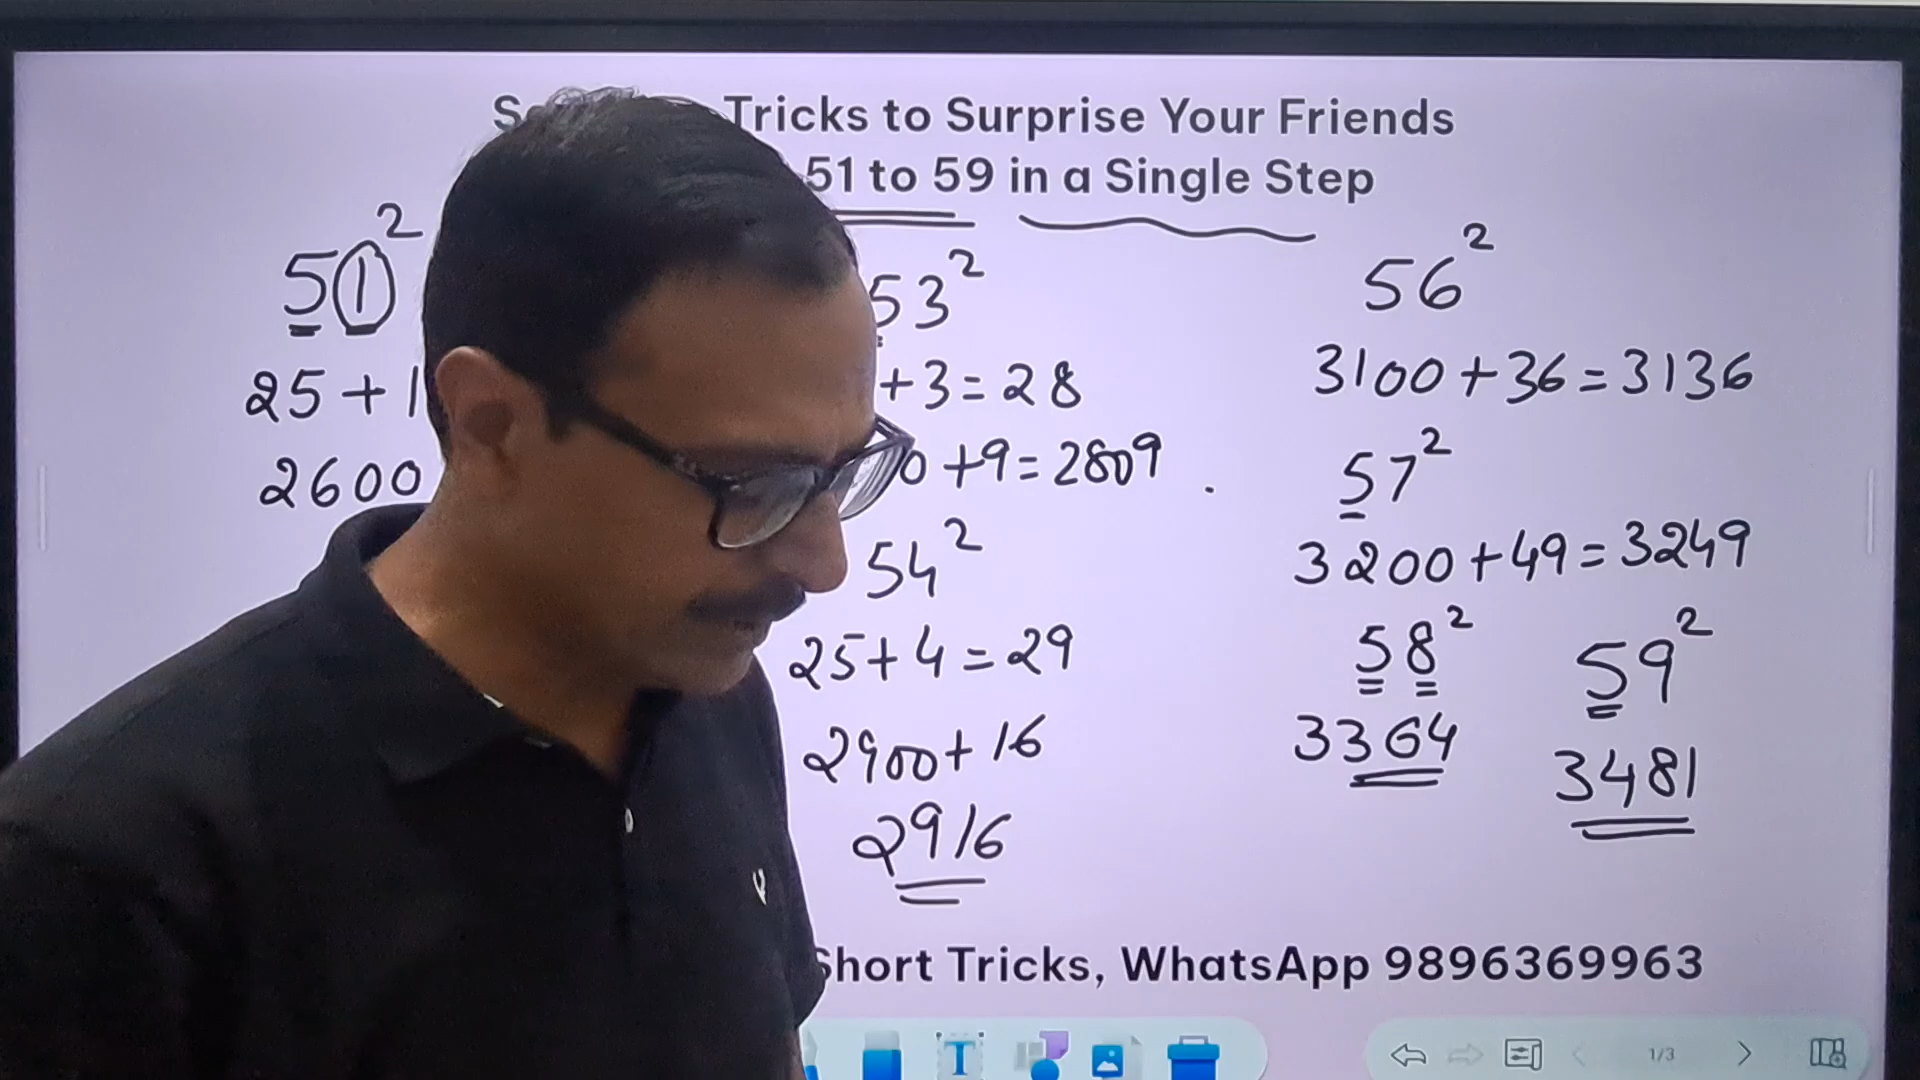 Tricks to Surprise Your Friends
51 to 59 in a Single Step
51²
25 + 1
2600
53²
+3 = 28
0 + 9 = 2809
54²
25 + 4 = 29
2900 + 16
2916
56²
3100 + 36 = 3136
57²
3200 + 49 = 3249
58²
3364
59²
3481
Short Tricks, WhatsApp 9896369963
T
1/3